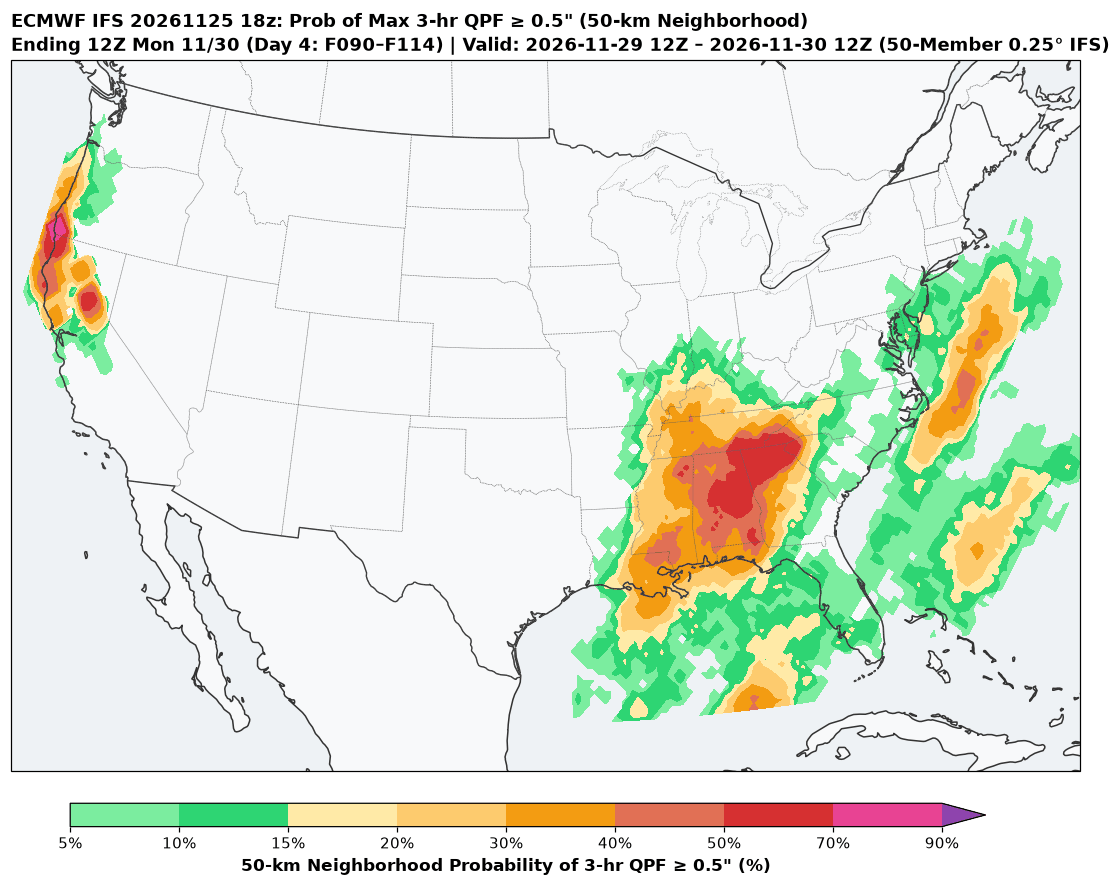 ECMWF IFS 20261125 18z: Prob of Max 3-hr QPF ≥ 0.5" (50-km Neighborhood)
Ending 12Z Mon 11/30 (Day 4: F090–F114) | Valid: 2026-11-29 12Z – 2026-11-30 12Z (50-Member 0.25° IFS)
5% 10% 15% 20% 30% 40% 50% 70% 90%
50-km Neighborhood Probability of 3-hr QPF ≥ 0.5" (%)